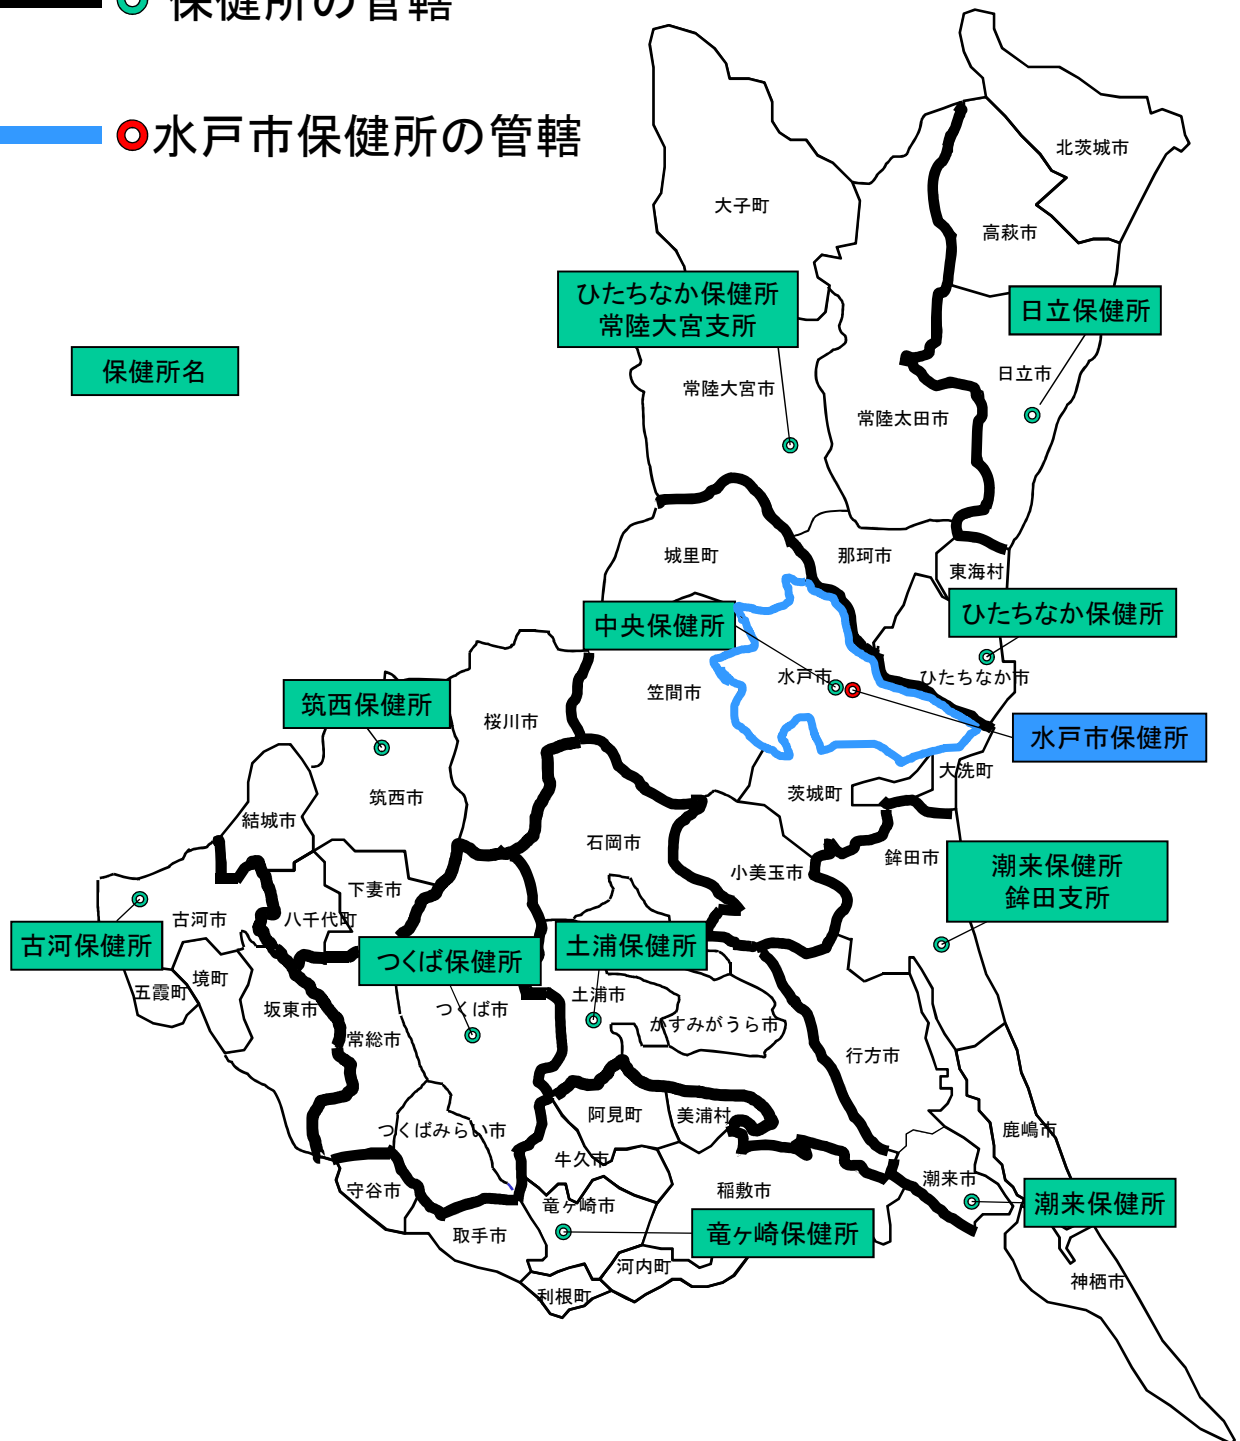 保健所の管轄
水戸市保健所の管轄
北茨城市
大子町
高萩市
ひたちなか保健所
常陸大宮支所
日立保健所
保健所名
日立市
常陸大宮市
常陸太田市
城里町
那珂市
東海村
ひたちなか保健所
中央保健所
水戸市
ひたちなか市
笠間市
筑西保健所
桜川市
水戸市保健所
大洗町
茨城町
筑西市
結城市
石岡市
小美玉市
鉾田市
潮来保健所
鉾田支所
下妻市
八千代町
古河市
古河保健所
つくば保健所
土浦保健所
境町
五霞町
坂東市
つくば市
土浦市
かすみがうら市
常総市
行方市
阿見町
美浦村
鹿嶋市
つくばみらい市
牛久市
守谷市
稲敷市
潮来市
潮来保健所
竜ヶ崎市
取手市
竜ヶ崎保健所
河内町
利根町
神栖市